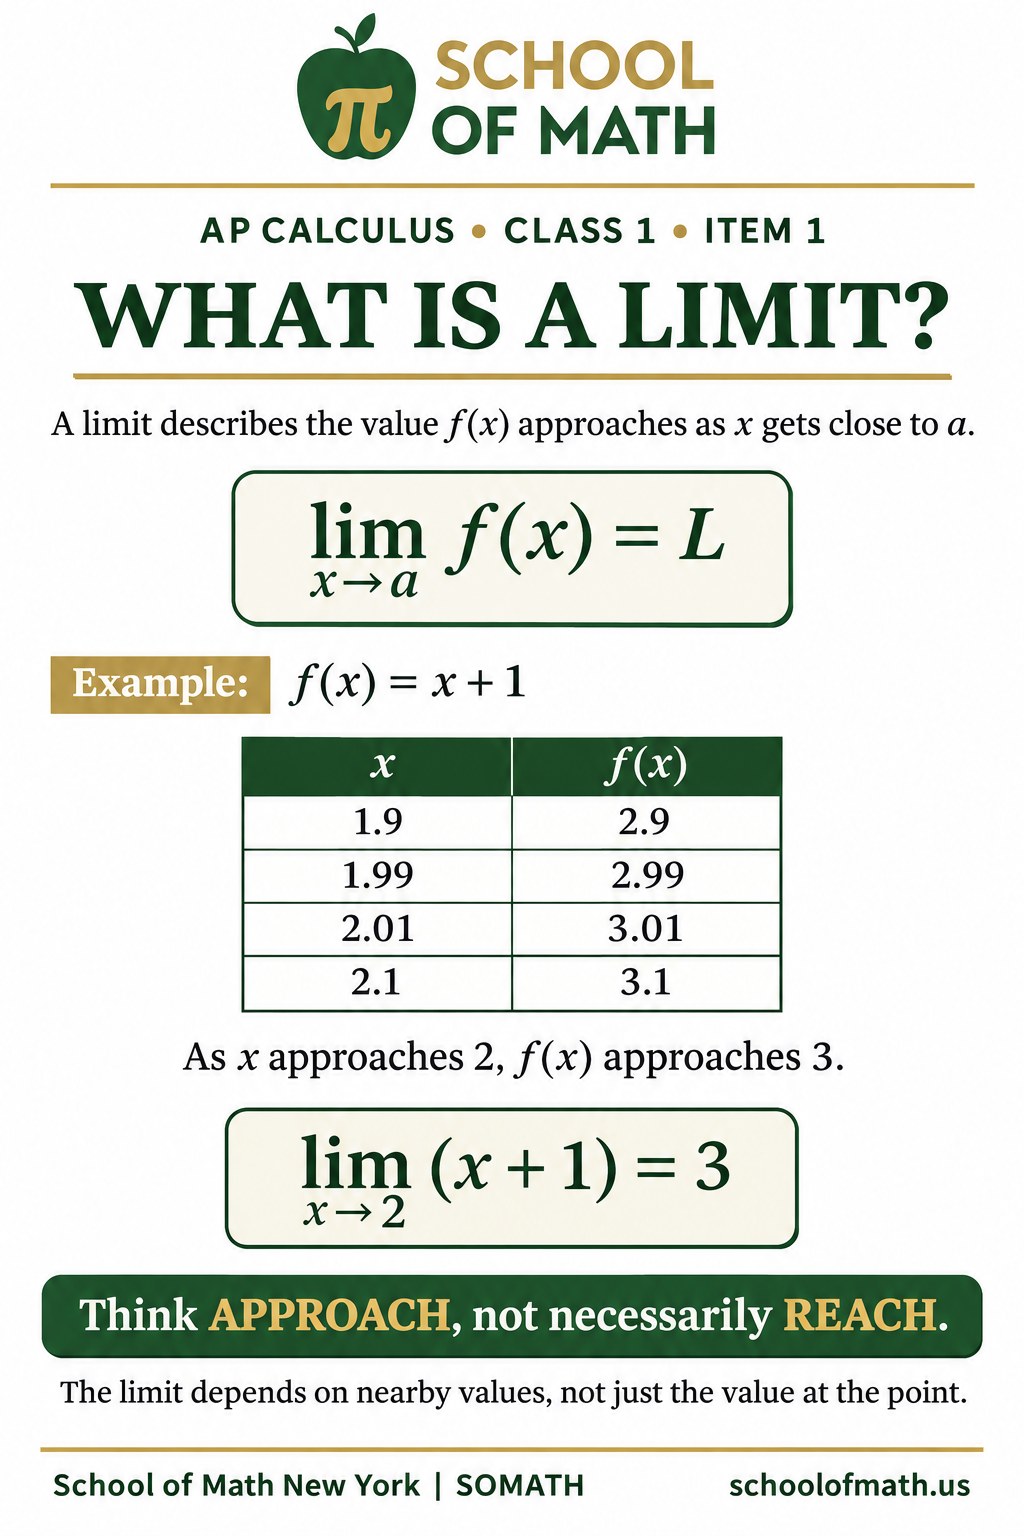 SCHOOL
OF MATH
AP CALCULUS • CLASS 1 • ITEM 1
WHAT IS A LIMIT?
A limit describes the value f(x) approaches as x gets close to a.
lim f(x) = L
x→a
Example: f(x) = x + 1
x f(x)
1.9 2.9
1.99 2.99
2.01 3.01
2.1 3.1
As x approaches 2, f(x) approaches 3.
lim (x + 1) = 3
x→2
Think APPROACH, not necessarily REACH.
The limit depends on nearby values, not just the value at the point.
School of Math New York | SOMATH schoolofmath.us